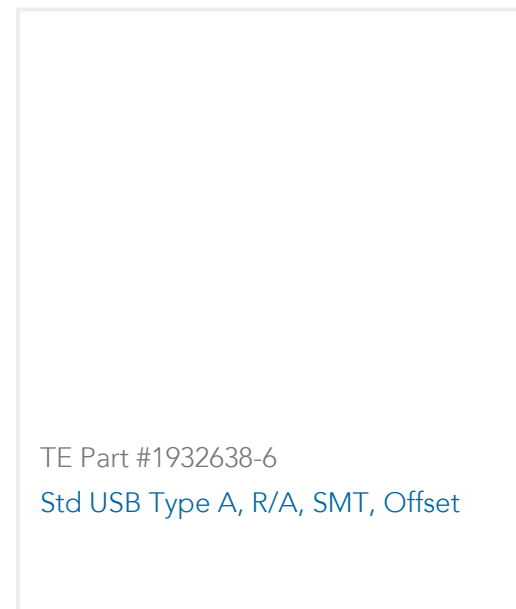 TE Part #1932638-6
Std USB Type A, R/A, SMT, Offset